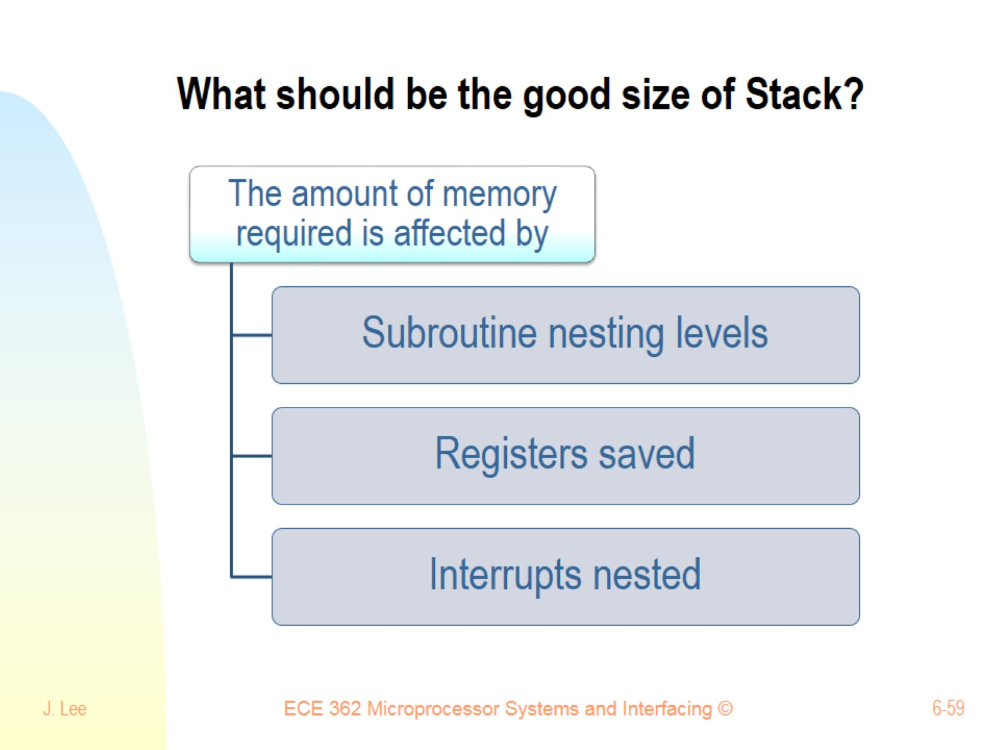 What should be the good size of Stack?
The amount of memory
required is affected by
Subroutine nesting levels
Registers saved
Interrupts nested
J. Lee
ECE 362 Microprocessor Systems and Interfacing ©
6-59